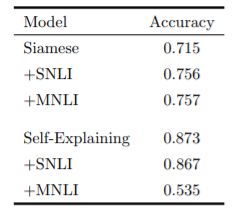 Model Accuracy
Siamese 0.715
+SNLI 0.756
+MNLI 0.757
Self-Explaining 0.873
+SNLI 0.867
+MNLI 0.535